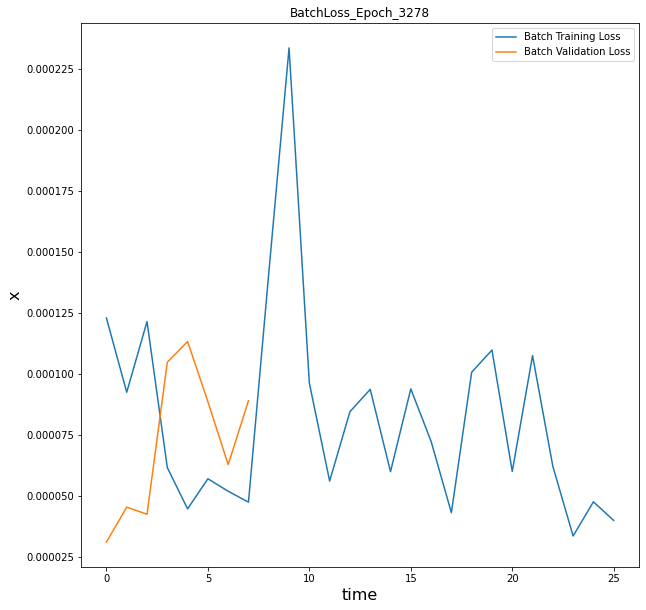 BatchLoss_Epoch_3278
Batch Training Loss
Batch Validation Loss
0.000225
0.000200
0.000175
0.000150
0.000125
0.000100
0.000075
0.000050
0.000025
x
0 5 10 15 20 25
time